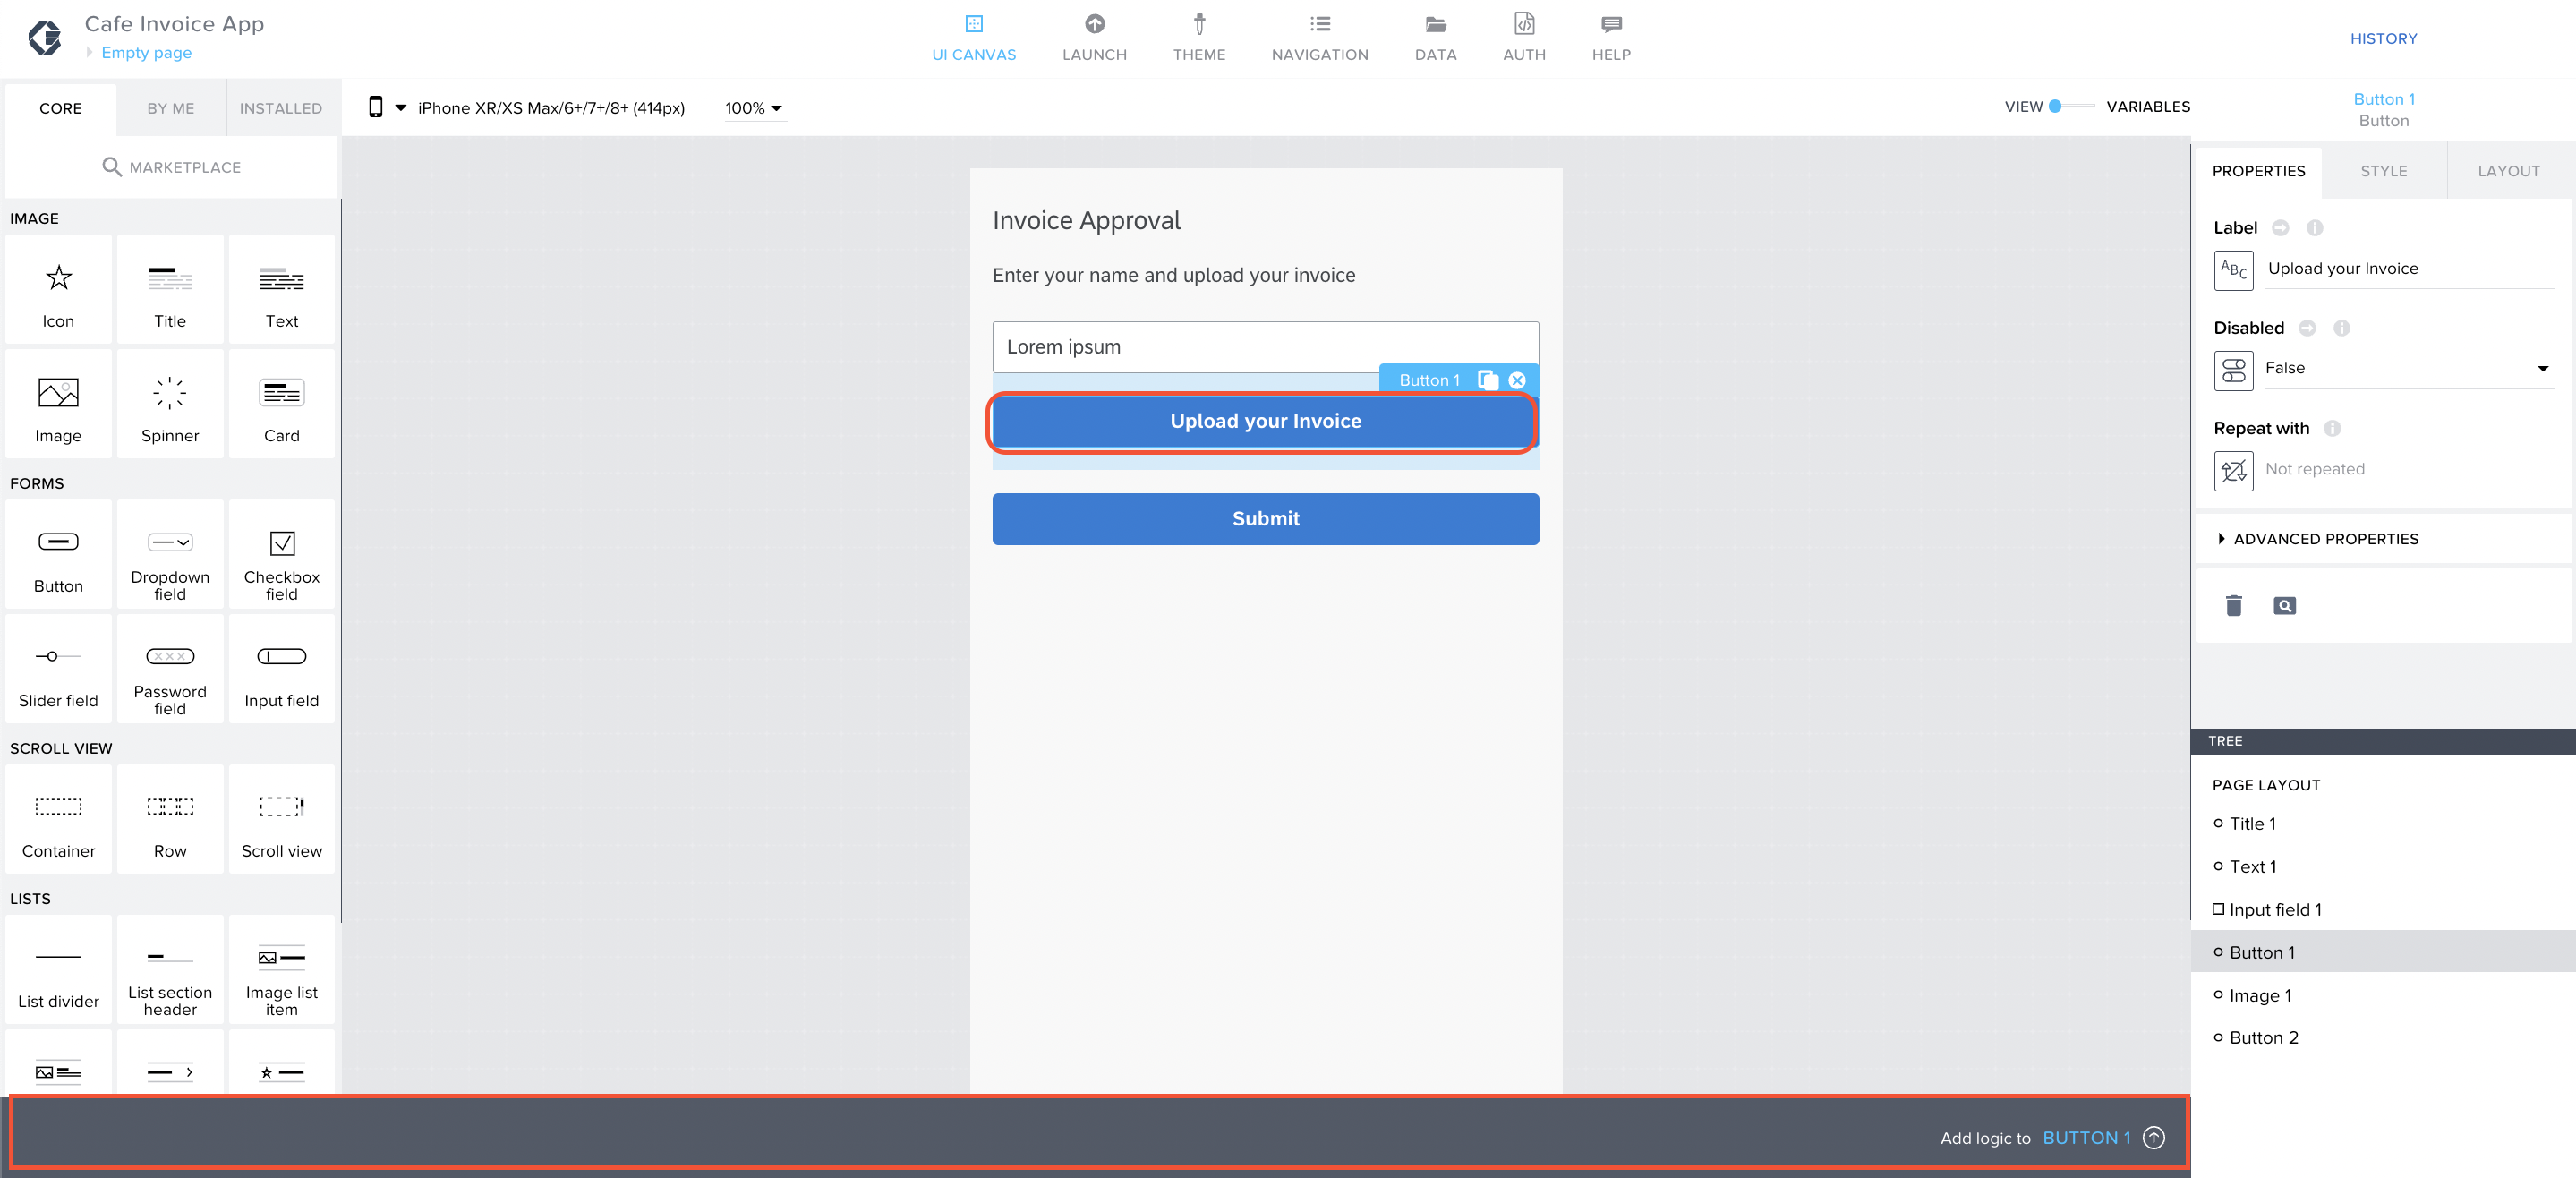 Cafe Invoice App
Empty page
UI CANVAS
LAUNCH
THEME
NAVIGATION
DATA
AUTH
HELP
HISTORY
CORE
BY ME
INSTALLED
MARKETPLACE
iPhone XR/XS Max/6+/7+/8+ (414px)
100%
VIEW
VARIABLES
Button 1
Button
IMAGE
Icon
Title
Text
Image
Spinner
Card
FORMS
Button
Dropdown
field
Checkbox
field
Slider field
Password
field
Input field
SCROLL VIEW
Container
Row
Scroll view
LISTS
List divider
List section
header
Image list
item
Invoice Approval
Enter your name and upload your invoice
Lorem ipsum
Button 1
Upload your Invoice
Submit
Add logic to BUTTON 1
PROPERTIES
STYLE
LAYOUT
Label
ABC
Upload your Invoice
Disabled
False
Repeat with
Not repeated
ADVANCED PROPERTIES
TREE
PAGE LAYOUT
Title 1
Text 1
Input field 1
Button 1
Image 1
Button 2